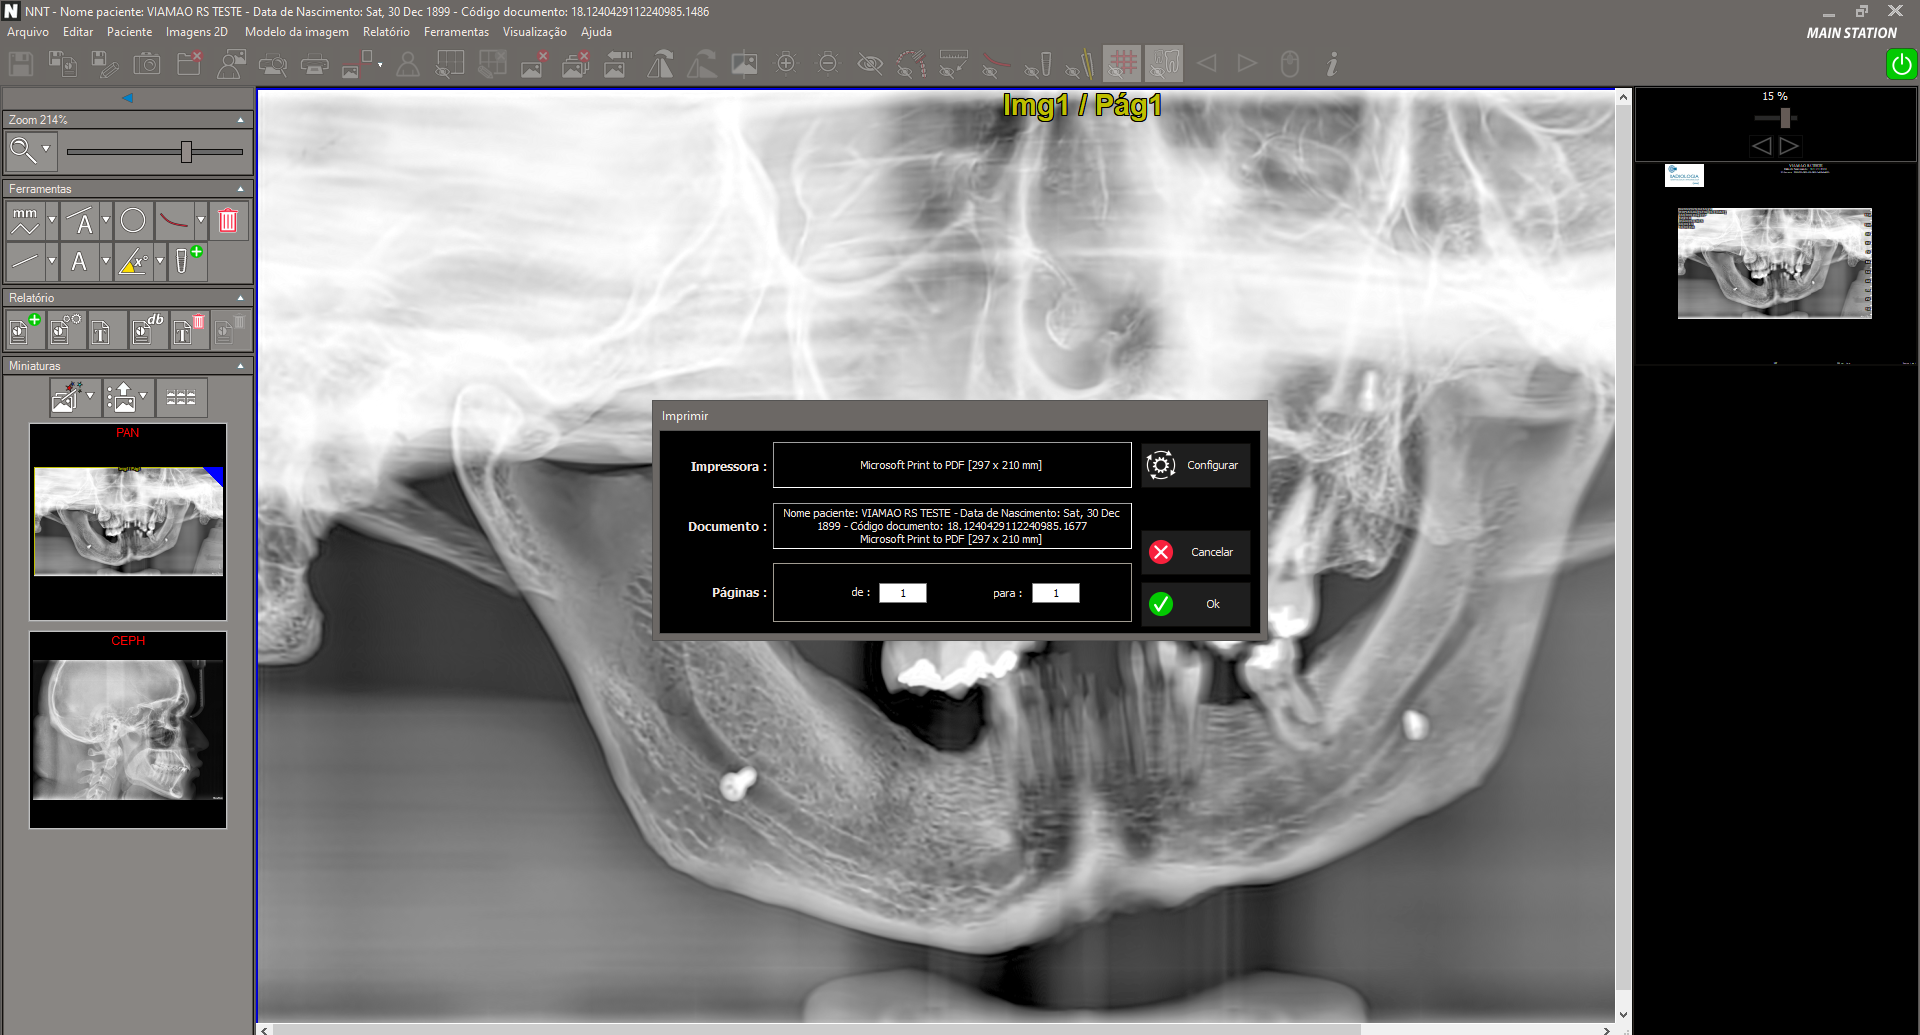 NNT - Nome paciente: VIAMAO RS TESTE - Data de Nascimento: Sat, 30 Dec 1899 - Código documento: 18.1240429112240985.1486
Arquivo Editar Paciente Imagens 2D Modelo da imagem Relatório Ferramentas Visualização Ajuda
MAIN STATION
Zoom 214%
Ferramentas
mm
A
A
x°
Relatório
db
Miniaturas
PAN
CEPH
Img1 / Pág1
Imprimir
Impressora :
Microsoft Print to PDF [297 x 210 mm]
Configurar
Documento :
Nome paciente: VIAMAO RS TESTE - Data de Nascimento: Sat, 30 Dec
1899 - Código documento: 18.1240429112240985.1677
Microsoft Print to PDF [297 x 210 mm]
Cancelar
Páginas :
de : 1
para : 1
Ok
15 %
RADIOLOGIA
VIAMAO RS TESTE